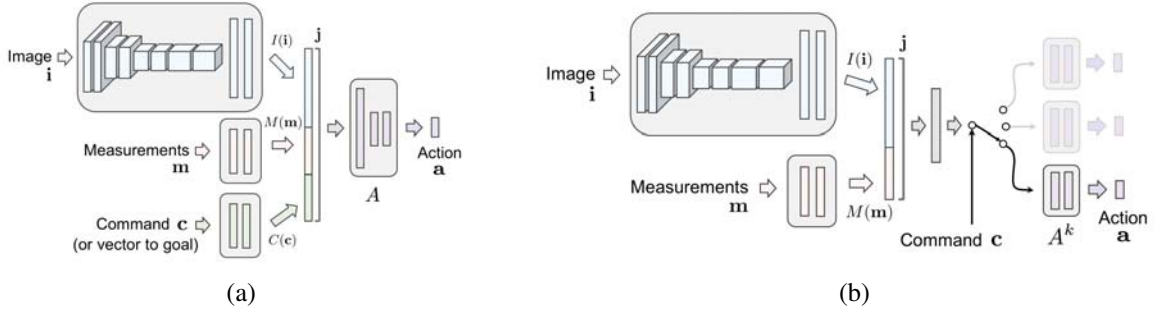 Image
i
I(i)
j
M(m)
Measurements
m
Command c
(or vector to goal)
C(c)
A
Action
a
(a)
Image
i
I(i)
j
Measurements
m
M(m)
Command c
A^k
Action
a
(b)